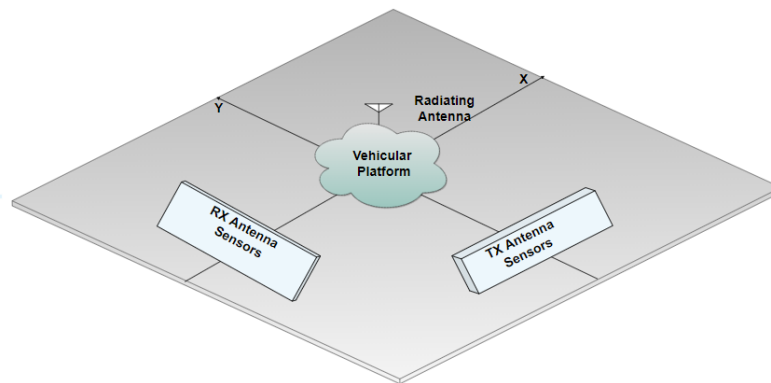 X
Y
Radiating
Antenna
Vehicular
Platform
RX Antenna
Sensors
TX Antenna
Sensors